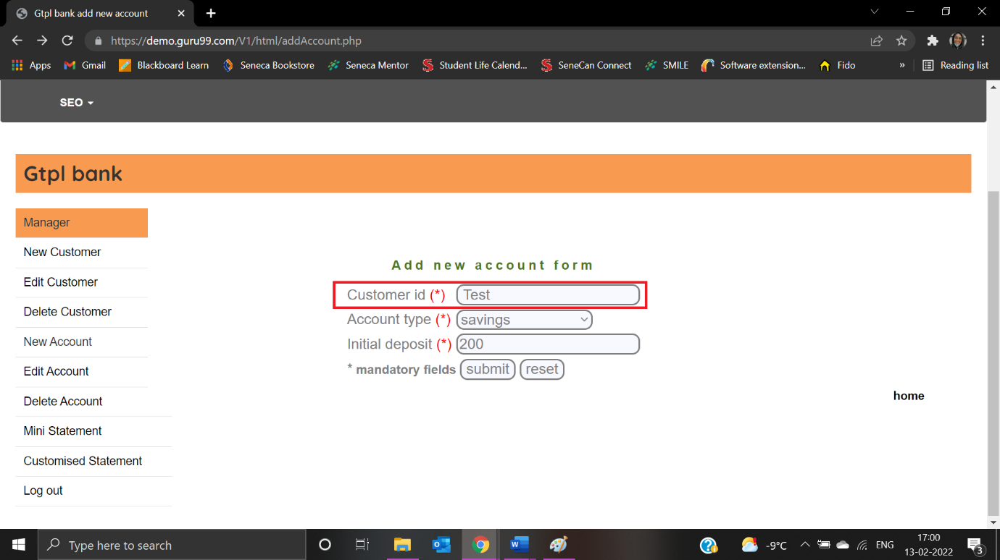 Gtpl bank add new account
https://demo.guru99.com/V1/html/addAccount.php
Apps Gmail Blackboard Learn Seneca Bookstore Seneca Mentor Student Life Calend... SeneCan Connect SMILE Software extension... Fido » Reading list
SEO
Gtpl bank
Manager
New Customer
Edit Customer
Delete Customer
New Account
Edit Account
Delete Account
Mini Statement
Customised Statement
Log out
Add new account form
Customer id (*) Test
Account type (*) savings
Initial deposit (*) 200
* mandatory fields submit reset
home
Type here to search
-9°C
ENG
17:00
13-02-2022
3